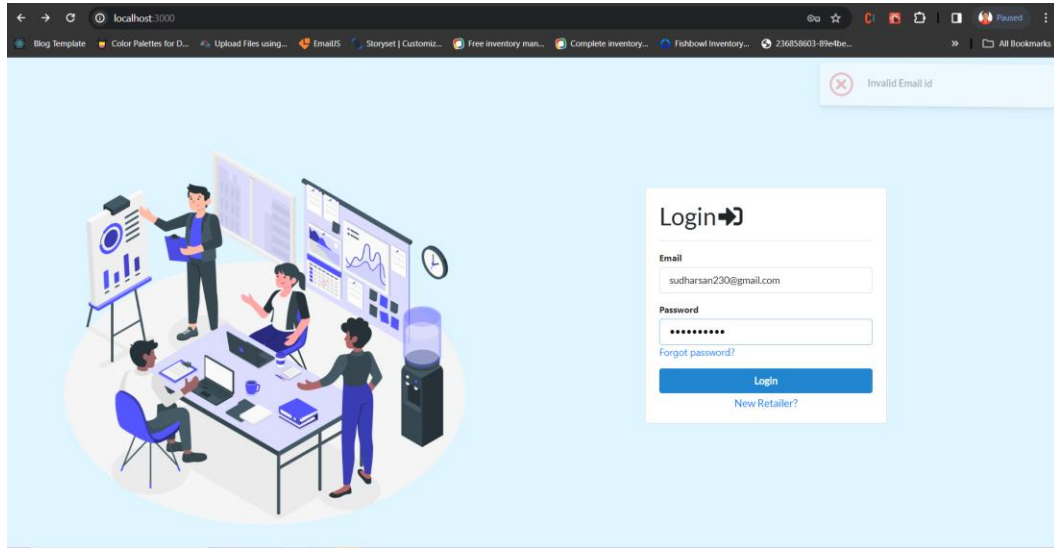 localhost:3000
Paused
Blog Template
Color Palettes for D...
Upload Files using...
EmailJS
Storyset | Customiz...
Free inventory man...
Complete inventory...
Fishbowl Inventory...
236858603-89e4be...
»
All Bookmarks
Invalid Email id
Login
Email
sudharsan230@gmail.com
Password
••••••••••
Forgot password?
Login
New Retailer?